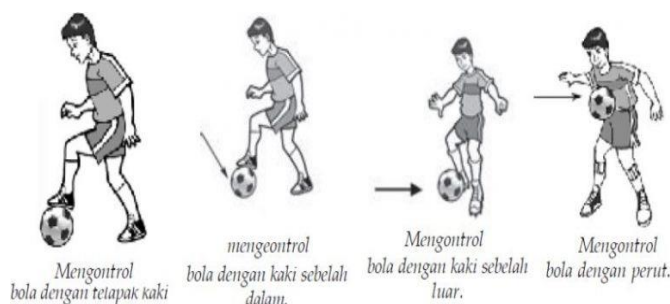 Mengontrol
bola dengan telapak kaki
mengeontrol
bola dengan kaki sebelah
dalam.
Mengontrol
bola dengan kaki sebelah
luar.
Mengontrol
bola dengan perut.